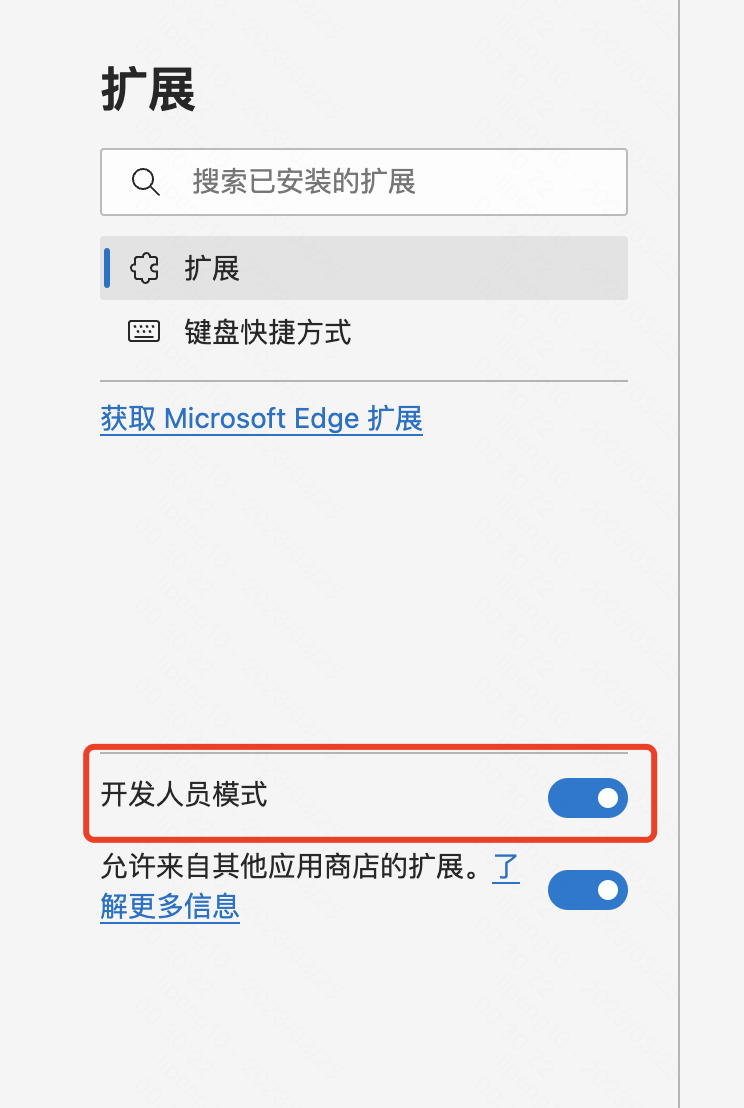 扩展
搜索已安装的扩展
扩展
键盘快捷方式
获取 Microsoft Edge 扩展
开发人员模式
允许来自其他应用商店的扩展。了
解更多信息